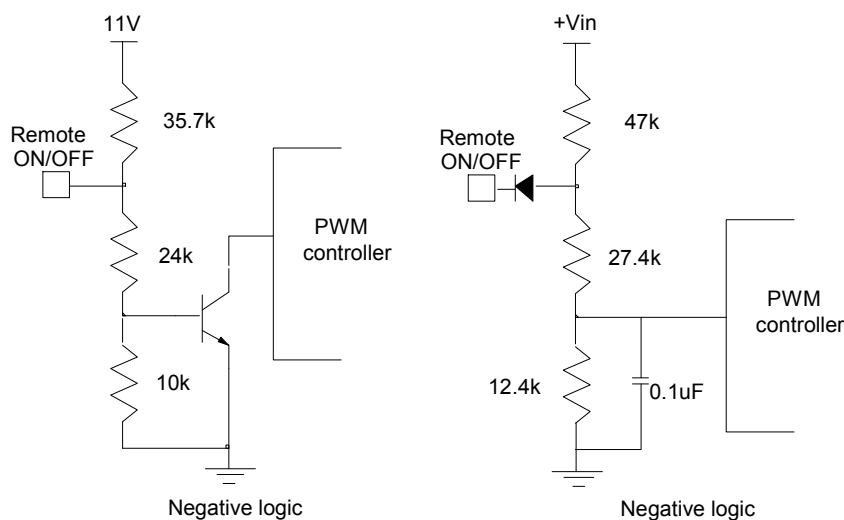 11V
35.7k
Remote
ON/OFF
24k
10k
PWM
controller
Negative logic
+Vin
47k
Remote
ON/OFF
27.4k
12.4k
0.1uF
PWM
controller
Negative logic